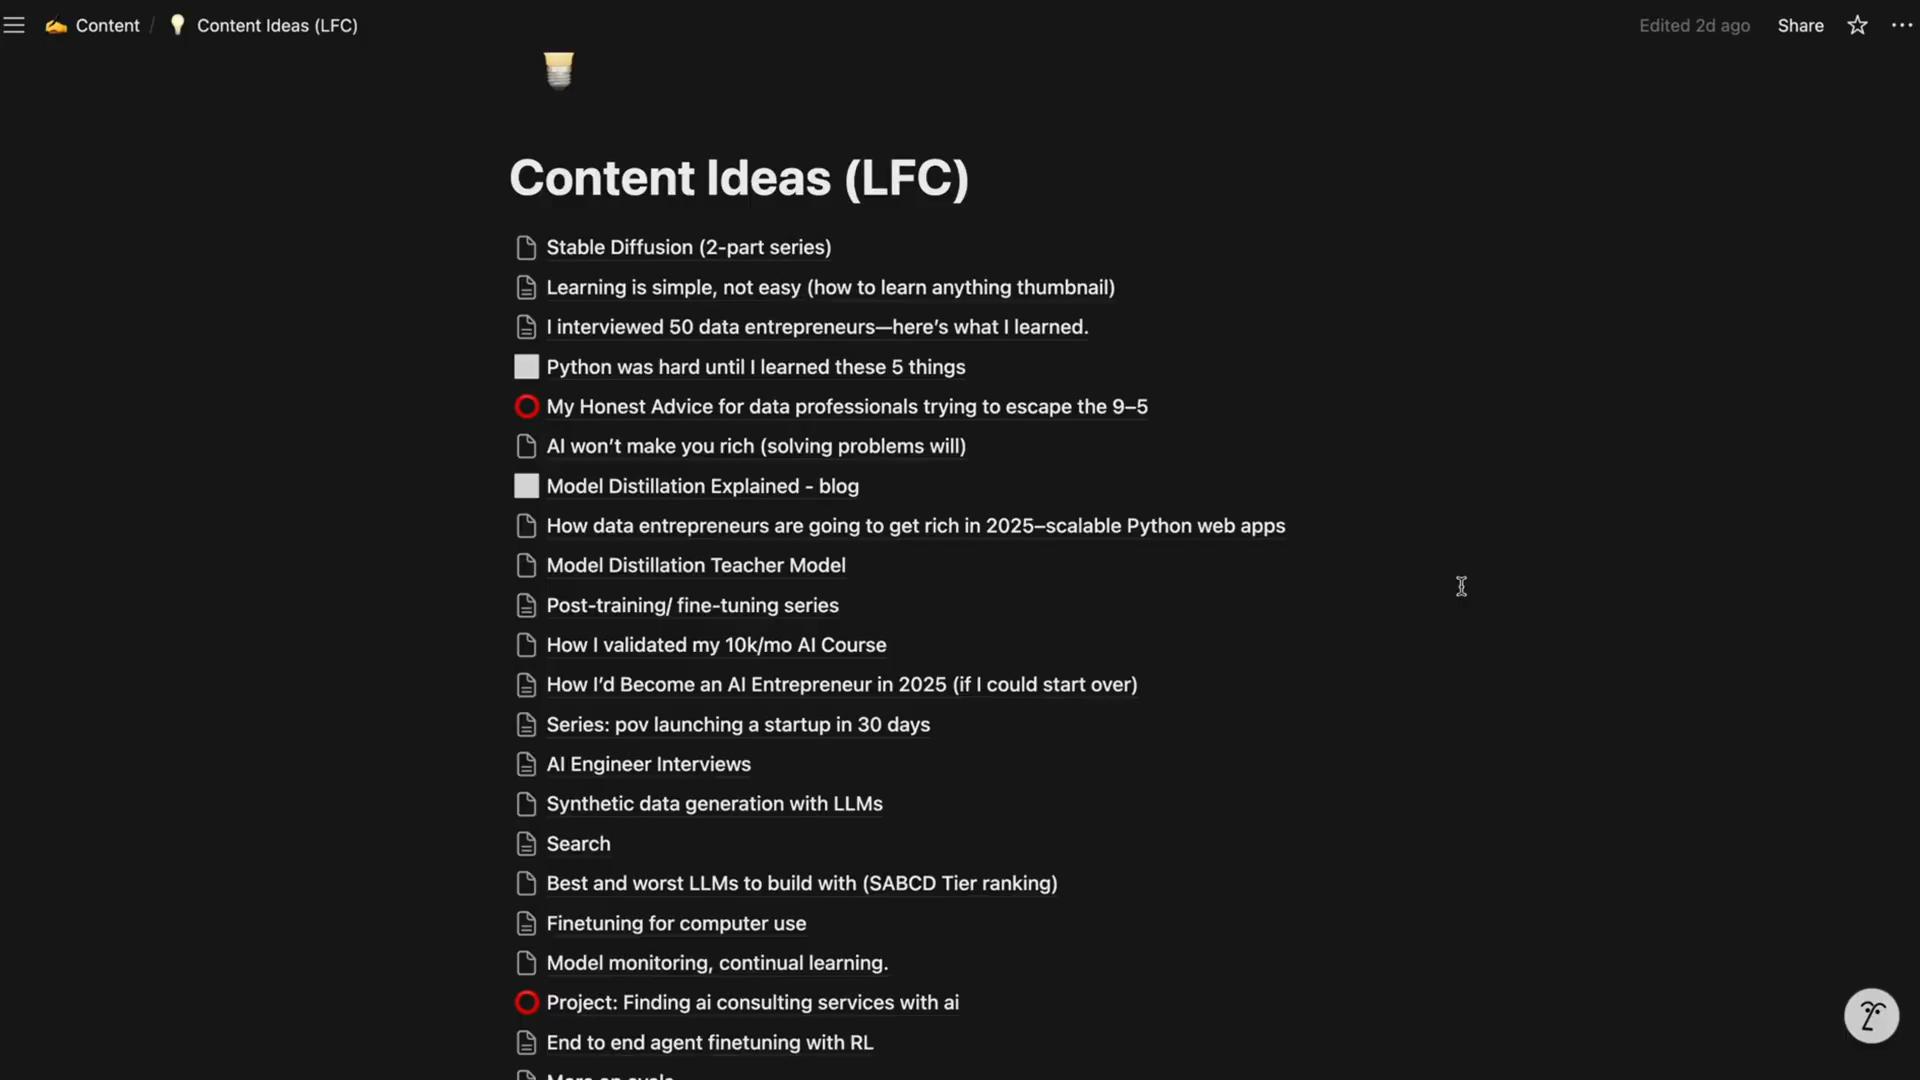 Content / Content Ideas (LFC)
Edited 2d ago Share
Content Ideas (LFC)
Stable Diffusion (2-part series)
Learning is simple, not easy (how to learn anything thumbnail)
I interviewed 50 data entrepreneurs—here’s what I learned.
Python was hard until I learned these 5 things
My Honest Advice for data professionals trying to escape the 9–5
AI won’t make you rich (solving problems will)
Model Distillation Explained - blog
How data entrepreneurs are going to get rich in 2025–scalable Python web apps
Model Distillation Teacher Model
Post-training/ fine-tuning series
How I validated my 10k/mo AI Course
How I’d Become an AI Entrepreneur in 2025 (if I could start over)
Series: pov launching a startup in 30 days
AI Engineer Interviews
Synthetic data generation with LLMs
Search
Best and worst LLMs to build with (SABCD Tier ranking)
Finetuning for computer use
Model monitoring, continual learning.
Project: Finding ai consulting services with ai
End to end agent finetuning with RL